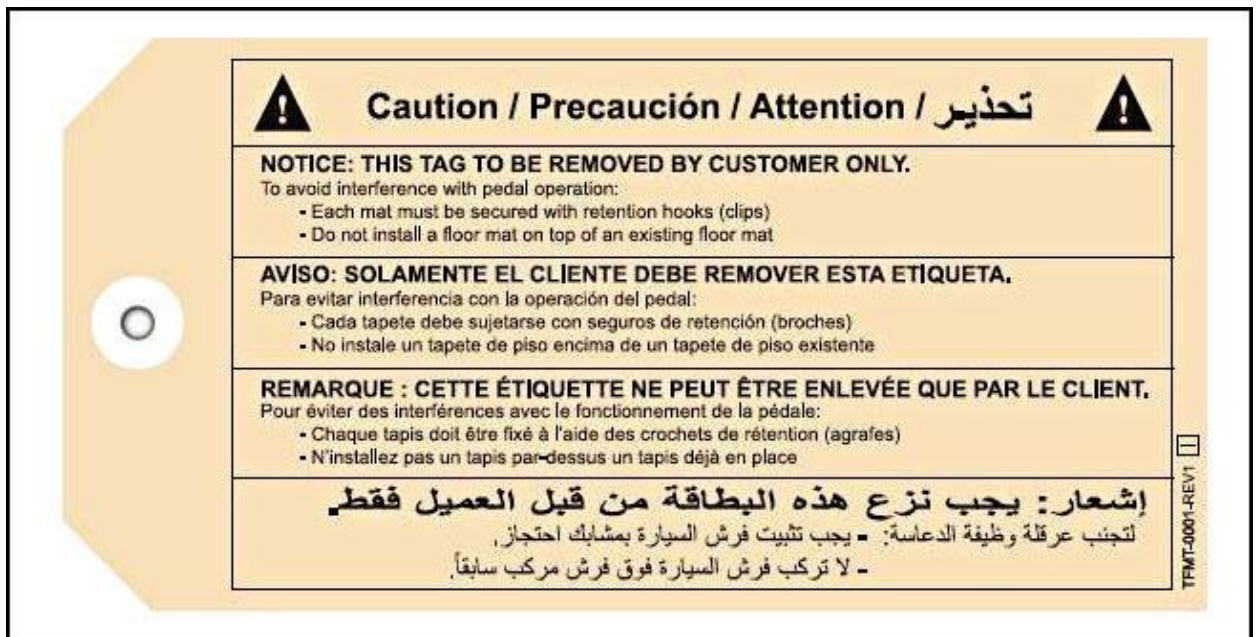 Caution / Precaución / Attention / تحذير
NOTICE: THIS TAG TO BE REMOVED BY CUSTOMER ONLY.
To avoid interference with pedal operation:
- Each mat must be secured with retention hooks (clips)
- Do not install a floor mat on top of an existing floor mat
AVISO: SOLAMENTE EL CLIENTE DEBE REMOVER ESTA ETIQUETA.
Para evitar interferencia con la operación del pedal:
- Cada tapete debe sujetarse con seguros de retención (broches)
- No instale un tapete de piso encima de un tapete de piso existente
REMARQUE : CETTE ÉTIQUETTE NE PEUT ÊTRE ENLEVÉE QUE PAR LE CLIENT.
Pour éviter des interférences avec le fonctionnement de la pédale:
- Chaque tapis doit être fixé à l'aide des crochets de rétention (agrafes)
- N'installez pas un tapis par-dessus un tapis déjà en place
إشعار: يجب نزع هذه البطاقة من قبل العميل فقط.
لتجنب عرقلة وظيفة الدعاسة: - يجب تثبيت فرش السيارة بمشابك احتجاز.
- لا تركب فرش السيارة فوق فرش مركب سابقاً.
TFMT-0001-REV1